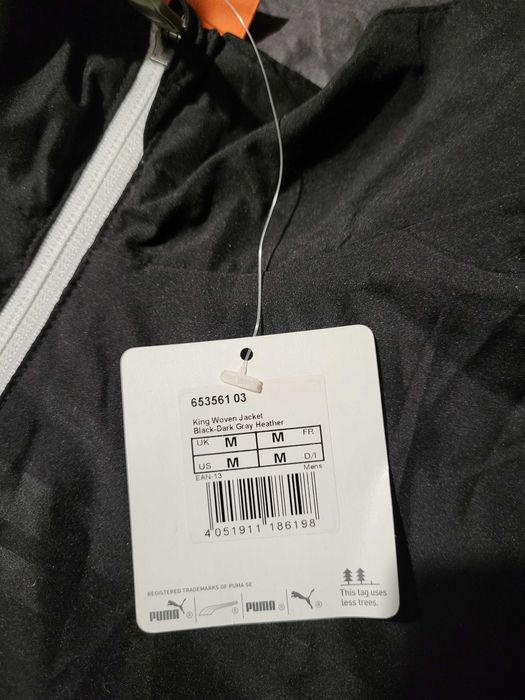 653561 03
King Woven Jacket
Black-Dark Gray Heather
UK M M FR
US M M D/I
EAN-13 Mens
4 051911 186198
REGISTERED TRADEMARKS OF PUMA SE
PUMA® ® PUMA® ®
This tag uses
less trees.